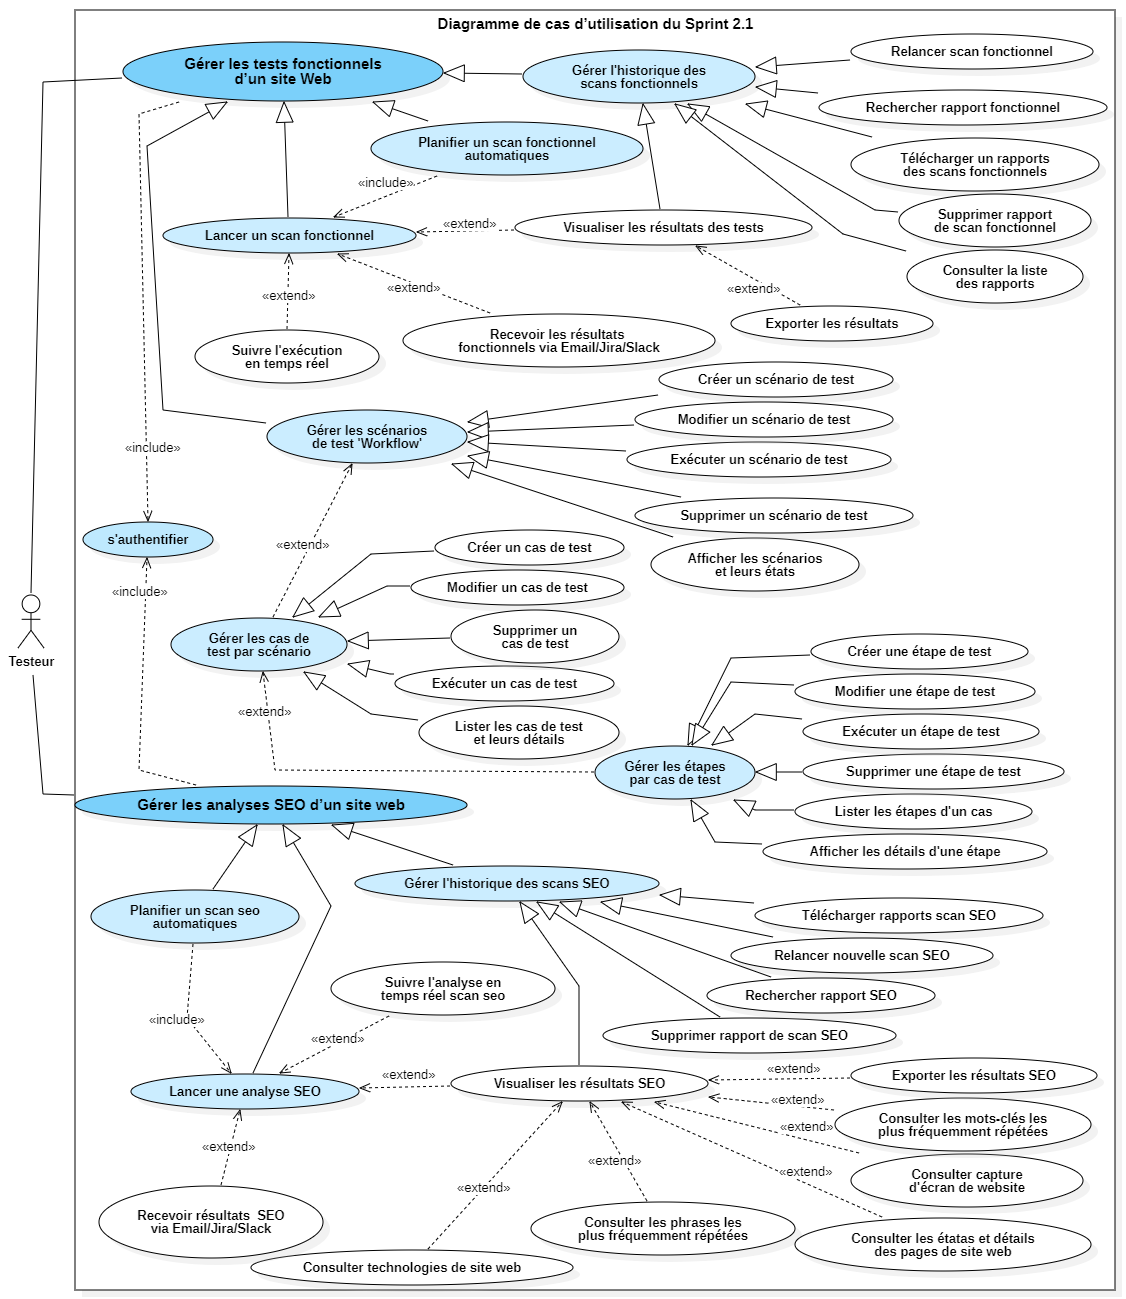 Diagramme de cas d'utilisation du Sprint 2.1
Gérer les tests fonctionnels
d'un site Web
Gérer l'historique des
scans fonctionnels
Relancer scan fonctionnel
Rechercher rapport fonctionnel
Télécharger un rapports
des scans fonctionnels
Supprimer rapport
de scan fonctionnel
Consulter la liste
des rapports
Planifier un scan fonctionnel
automatiques
«include»
Lancer un scan fonctionnel
«extend»
Visualiser les résultats des tests
«extend»
«extend»
«extend»
Exporter les résultats
Suivre l'exécution
en temps réel
Recevoir les résultats
fonctionnels via Email/Jira/Slack
Créer un scénario de test
Modifier un scénario de test
Exécuter un scénario de test
Supprimer un scénario de test
Afficher les scénarios
et leurs états
Gérer les scénarios
de test 'Workflow'
«include»
s'authentifier
«extend»
«include»
Testeur
Créer un cas de test
Modifier un cas de test
Supprimer un
cas de test
Exécuter un cas de test
Lister les cas de test
et leurs détails
Gérer les cas de
test par scénario
«extend»
Créer une étape de test
Modifier une étape de test
Exécuter un étape de test
Supprimer une étape de test
Lister les étapes d'un cas
Afficher les détails d'une étape
Gérer les étapes
par cas de test
Gérer les analyses SEO d'un site web
Planifier un scan seo
automatiques
Gérer l'historique des scans SEO
Télécharger rapports scan SEO
Relancer nouvelle scan SEO
Rechercher rapport SEO
Supprimer rapport de scan SEO
Suivre l'analyse en
temps réel scan seo
«include»
«extend»
Lancer une analyse SEO
«extend»
Visualiser les résultats SEO
«extend»
Exporter les résultats SEO
«extend»
Consulter les mots-clés les
plus fréquemment répétées
«extend»
Consulter capture
d'écran de website
«extend»
Consulter les étatas et détails
des pages de site web
«extend»
Consulter les phrases les
plus fréquemment répétées
«extend»
Consulter technologies de site web
«extend»
Recevoir résultats  SEO
via Email/Jira/Slack